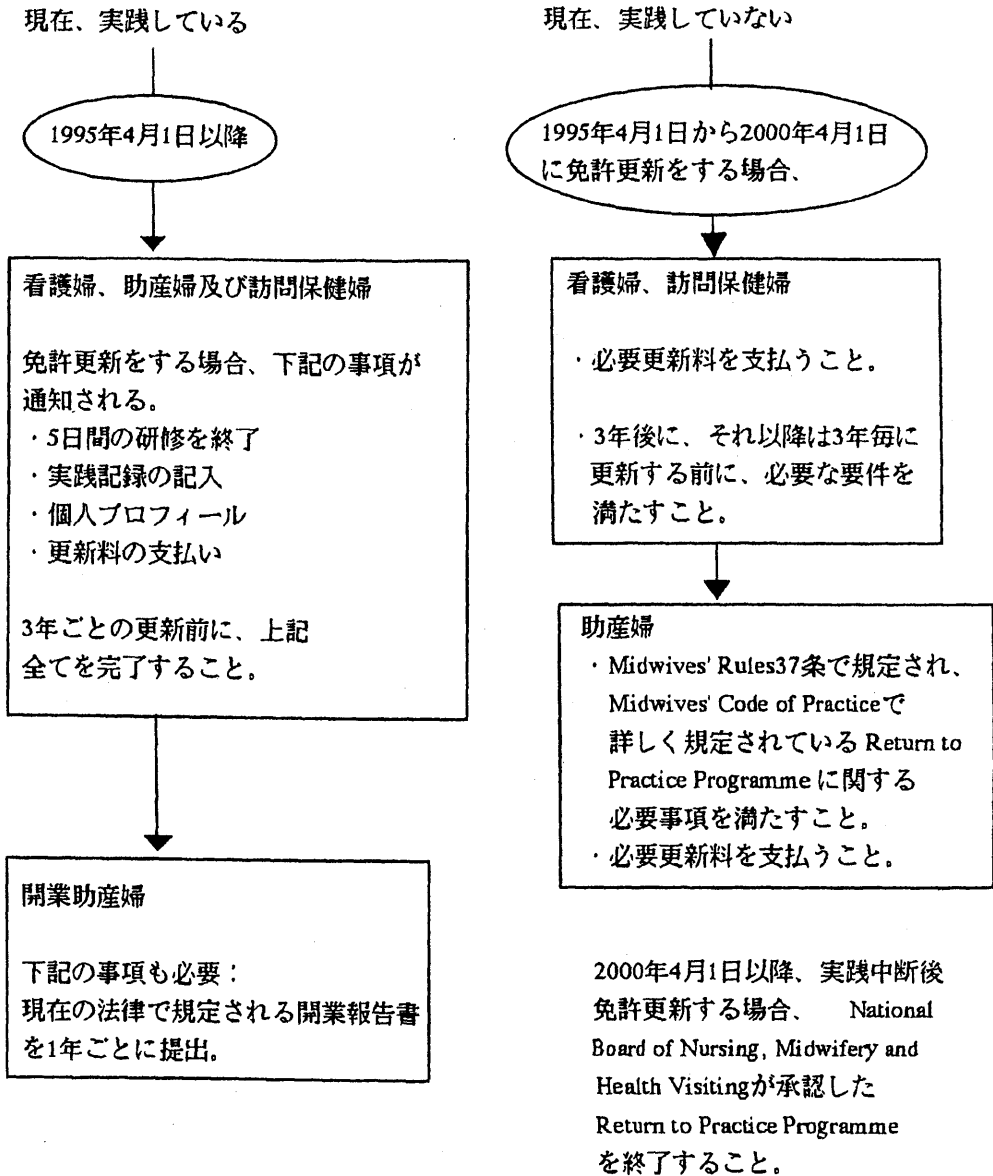 現在、実践している
1995年4月1日以降
看護婦、助産婦及び訪問保健婦
免許更新をする場合、下記の事項が
通知される。
・5日間の研修を終了
・実践記録の記入
・個人プロフィール
・更新料の支払い
3年ごとの更新前に、上記
全てを完了すること。
開業助産婦
下記の事項も必要：
現在の法律で規定される開業報告書
を1年ごとに提出。
現在、実践していない
1995年4月1日から2000年4月1日
に免許更新をする場合、
看護婦、訪問保健婦
・必要更新料を支払うこと。
・3年後に、それ以降は3年毎に
更新する前に、必要な要件を
満たすこと。
助産婦
・Midwives' Rules37条で規定され、
Midwives' Code of Practiceで
詳しく規定されている Return to
Practice Programme に関する
必要事項を満たすこと。
・必要更新料を支払うこと。
2000年4月1日以降、実践中断後
免許更新する場合、 National
Board of Nursing, Midwifery and
Health Visitingが承認した
Return to Practice Programme
を終了すること。